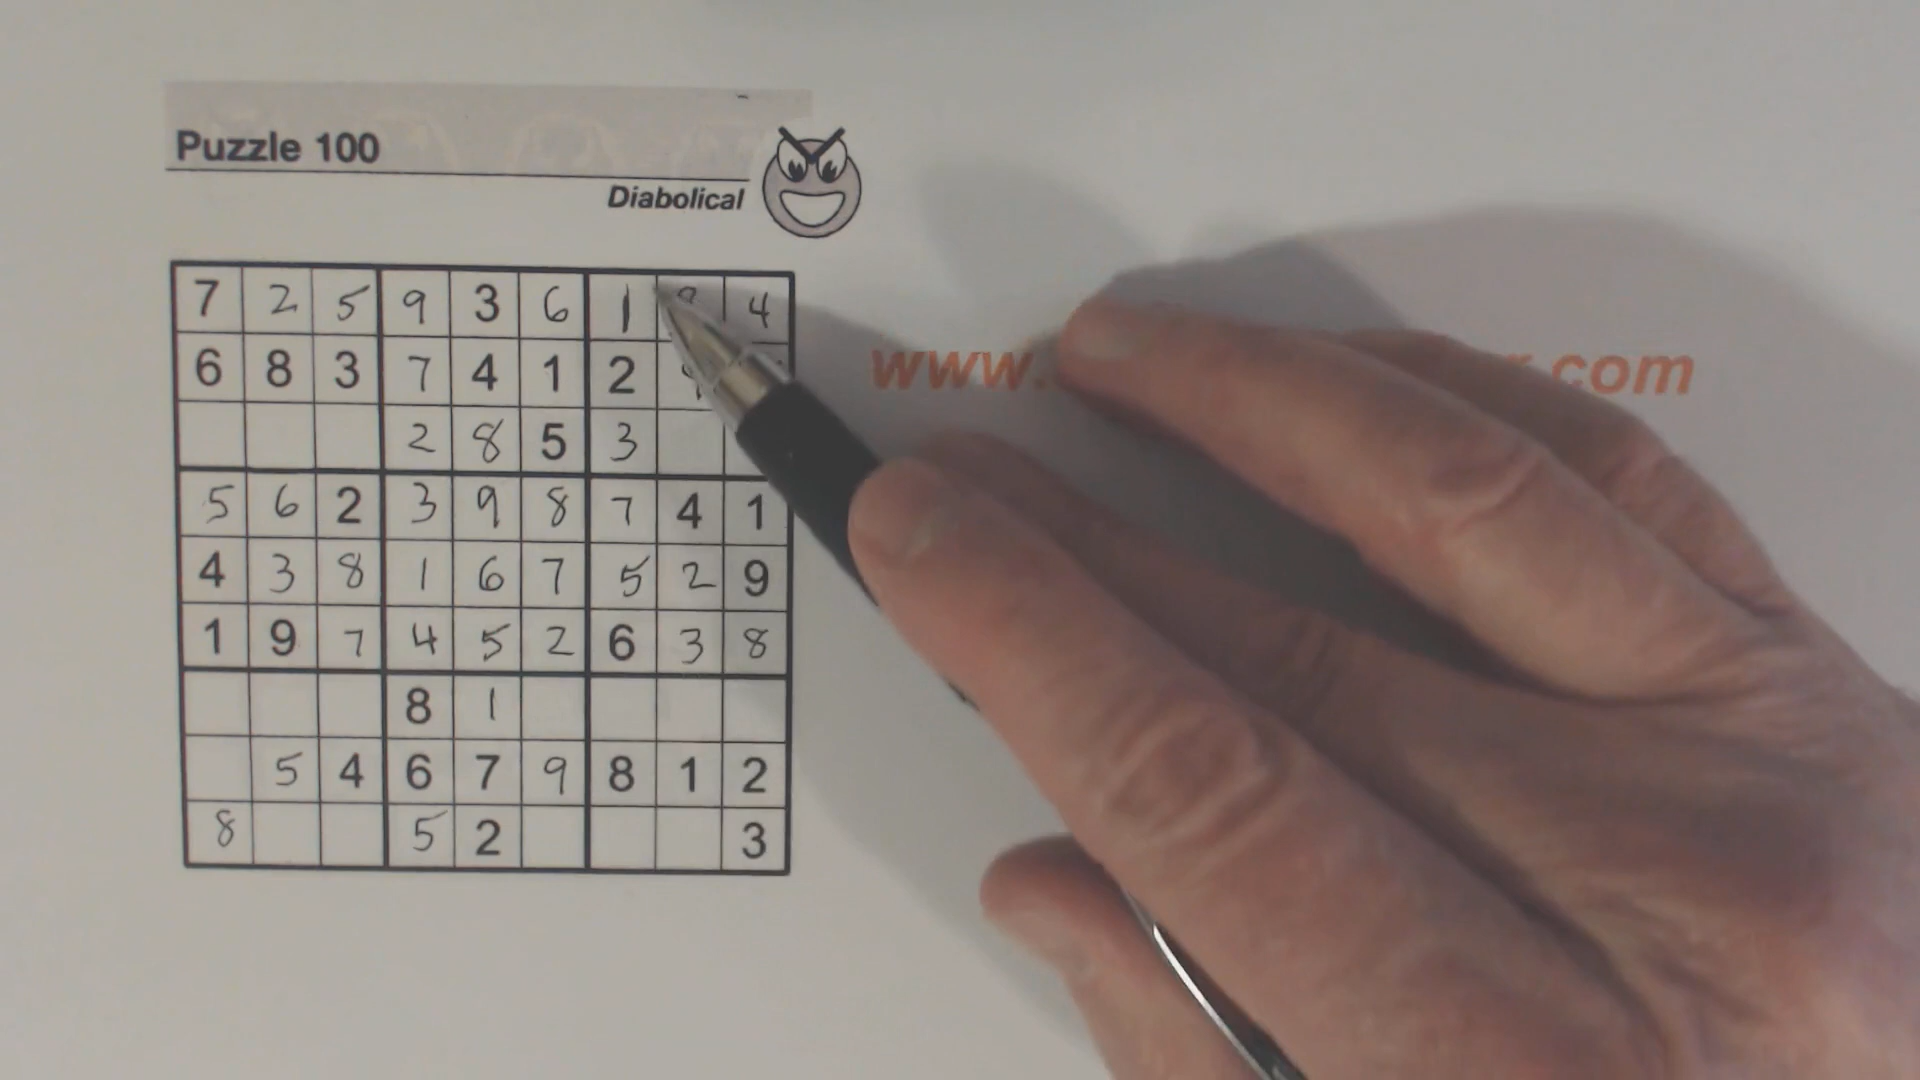 Puzzle 100
Diabolical
7 2 5 9 3 6 1 4
6 8 3 7 4 1 2
www. .com
2 8 5 3
5 6 2 3 9 8 7 4 1
4 3 8 1 6 7 5 2 9
1 9 7 4 5 2 6 3 8
8 1
5 4 6 7 9 8 1 2
8 5 2 3